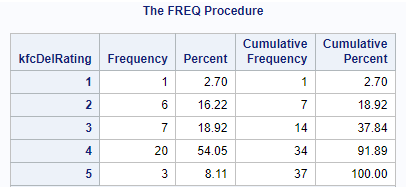 The FREQ Procedure
Cumulative Cumulative
kfcDelRating Frequency Percent Frequency Percent
1 1 2.70 1 2.70
2 6 16.22 7 18.92
3 7 18.92 14 37.84
4 20 54.05 34 91.89
5 3 8.11 37 100.00